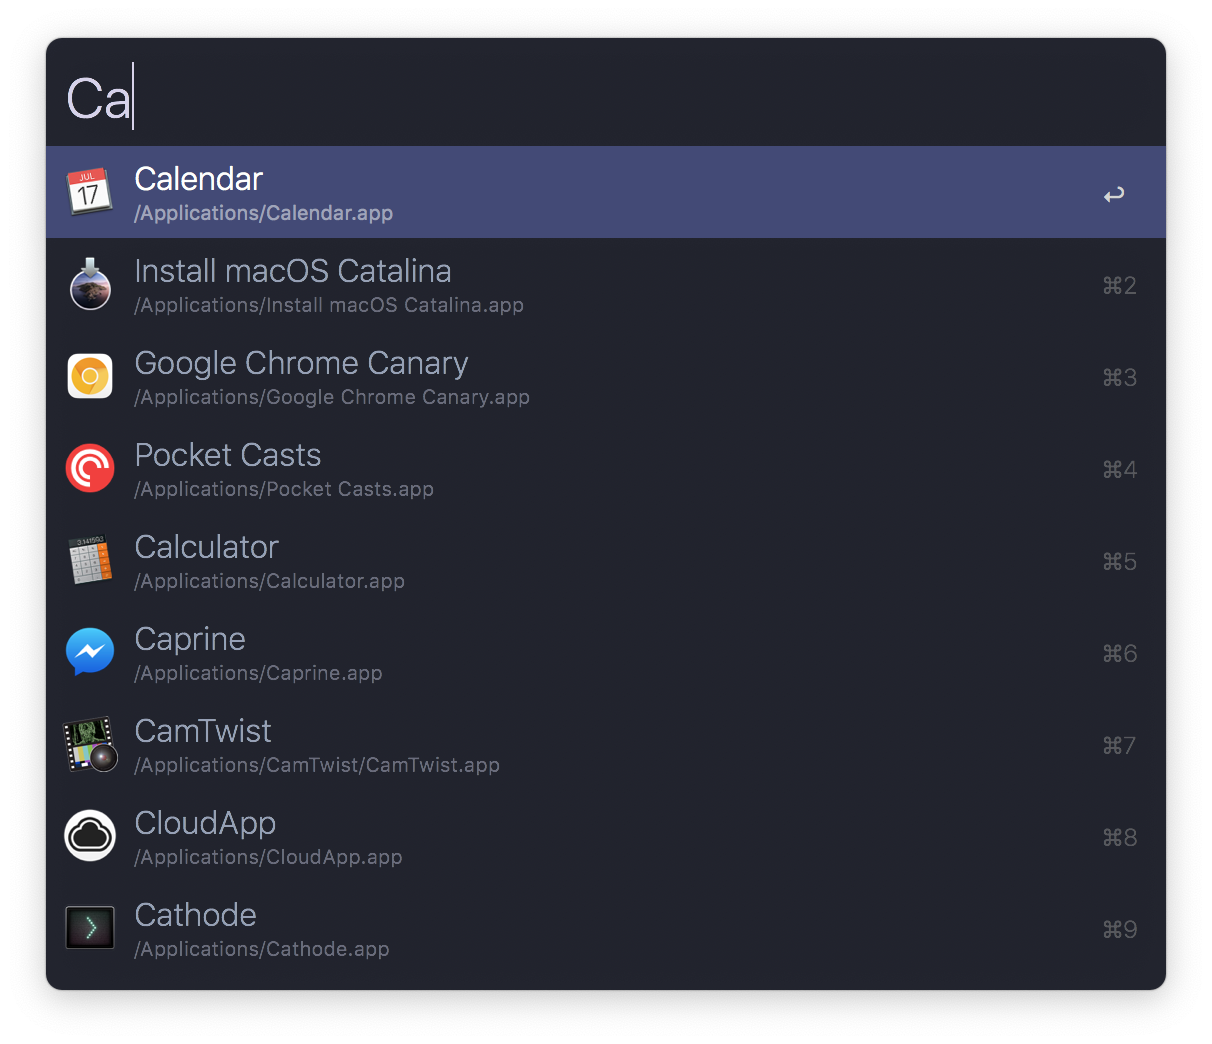 Ca
JUL
17
Calendar
/Applications/Calendar.app
↩
Install macOS Catalina
/Applications/Install macOS Catalina.app
⌘2
Google Chrome Canary
/Applications/Google Chrome Canary.app
⌘3
Pocket Casts
/Applications/Pocket Casts.app
⌘4
0.141593
Calculator
/Applications/Calculator.app
⌘5
Caprine
/Applications/Caprine.app
⌘6
CamTwist
/Applications/CamTwist/CamTwist.app
⌘7
CloudApp
/Applications/CloudApp.app
⌘8
Cathode
/Applications/Cathode.app
⌘9